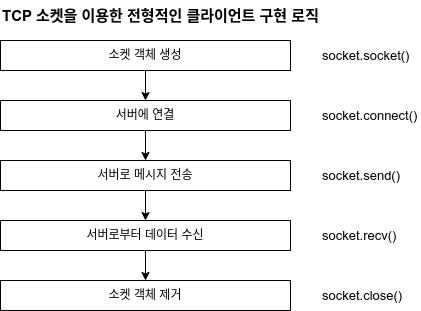 TCP 소켓을 이용한 전형적인 클라이언트 구현 로직
소켓 객체 생성 socket.socket()
서버에 연결 socket.connect()
서버로 메시지 전송 socket.send()
서버로부터 데이터 수신 socket.recv()
소켓 객체 제거 socket.close()